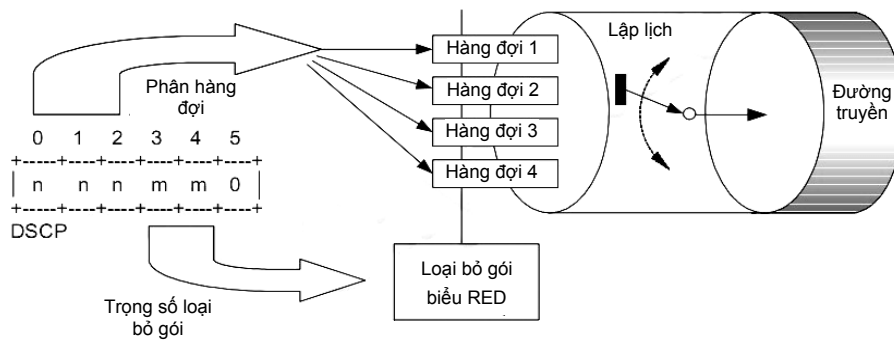 Lập lịch
Hàng đợi 1
Hàng đợi 2
Hàng đợi 3
Hàng đợi 4
Đường
truyền
Phân hàng
đợi
0 1 2 3 4 5
+-----+-----+-----+-----+-----+-----+
| n n n m m 0 |
+-----+-----+-----+-----+-----+-----+
DSCP
Loại bỏ gói
biểu RED
Trọng số loại
bỏ gói